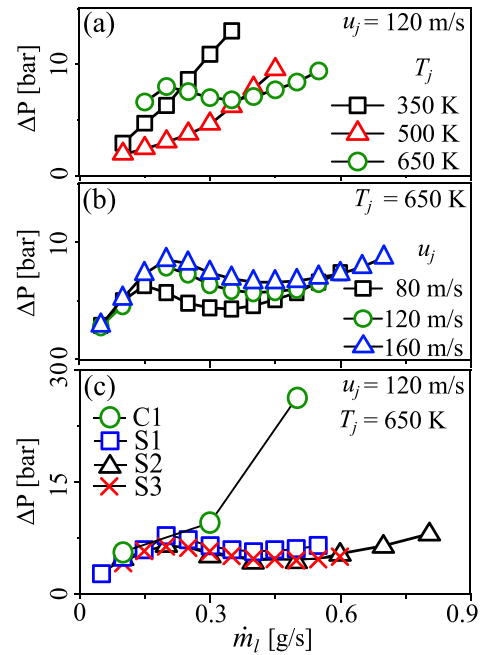 (a)
u_j = 120 m/s
T_j
350 K
500 K
650 K
ΔP [bar]
10
0
(b)
T_j = 650 K
u_j
80 m/s
120 m/s
160 m/s
ΔP [bar]
10
0
(c)
u_j = 120 m/s
T_j = 650 K
C1
S1
S2
S3
ΔP [bar]
30
15
0
0 0.3 0.6 0.9
ṁ_l [g/s]